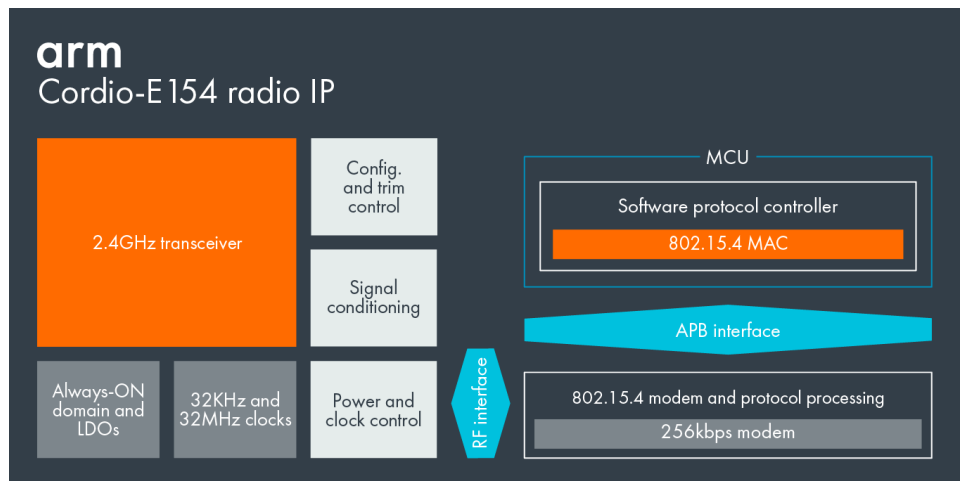 arm
Cordio-E154 radio IP
2.4GHz transceiver
Config.
and trim
control
Signal
conditioning
Always-ON
domain and
LDOs
32KHz and
32MHz clocks
Power and
clock control
RF interface
MCU
Software protocol controller
802.15.4 MAC
APB interface
802.15.4 modem and protocol processing
256kbps modem